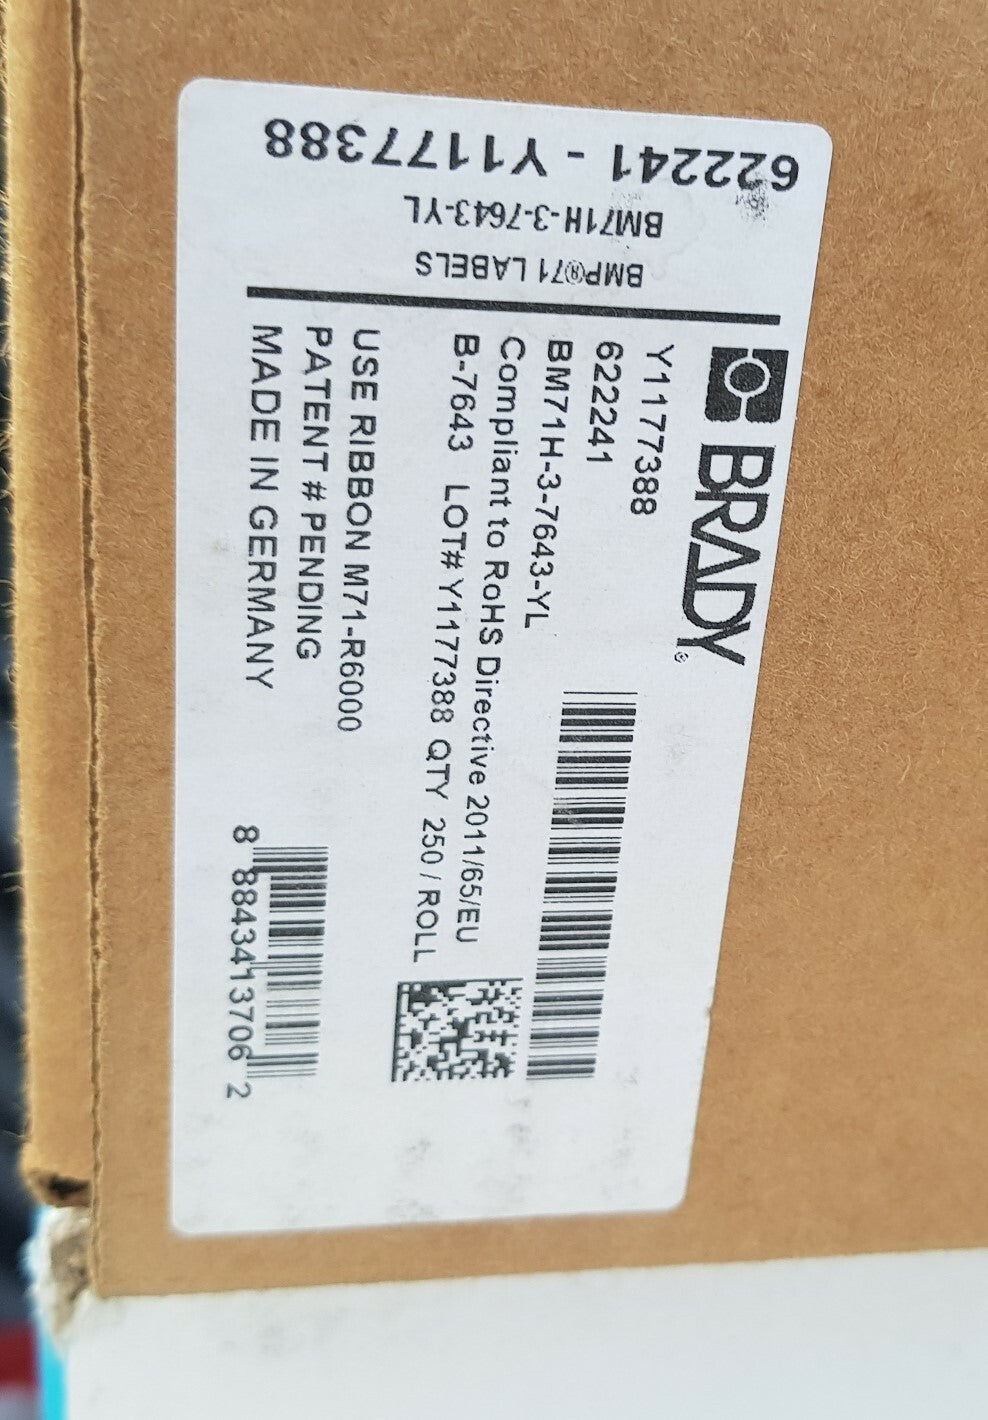 622241 - Y1177388
BM71H-3-7643-YL
BMP®71 LABELS
BRADY®
Y1177388
622241
BM71H-3-7643-YL
Compliant to RoHS Directive 2011/65/EU
B-7643 LOT# Y1177388 QTY 250 / ROLL
USE RIBBON M71-R6000
PATENT # PENDING
MADE IN GERMANY
8 88434 13706 2